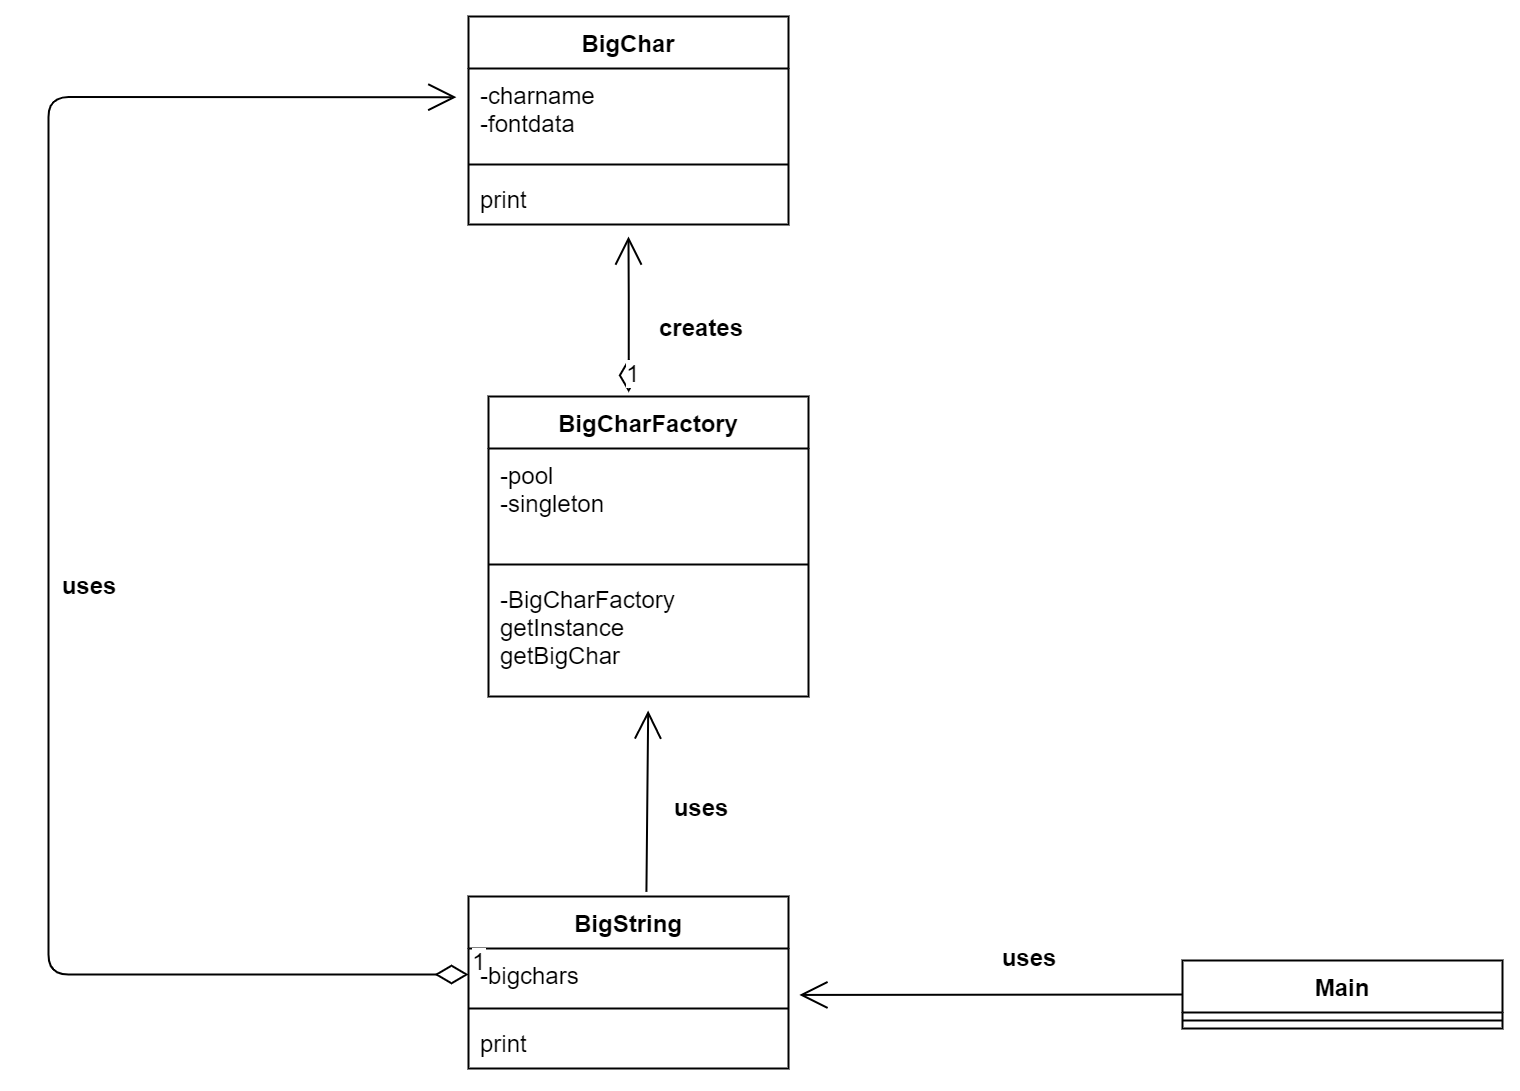 BigChar
-charname
-fontdata
print
creates
1
BigCharFactory
-pool
-singleton
-BigCharFactory
getInstance
getBigChar
uses
uses
BigString
1
-bigchars
print
uses
Main